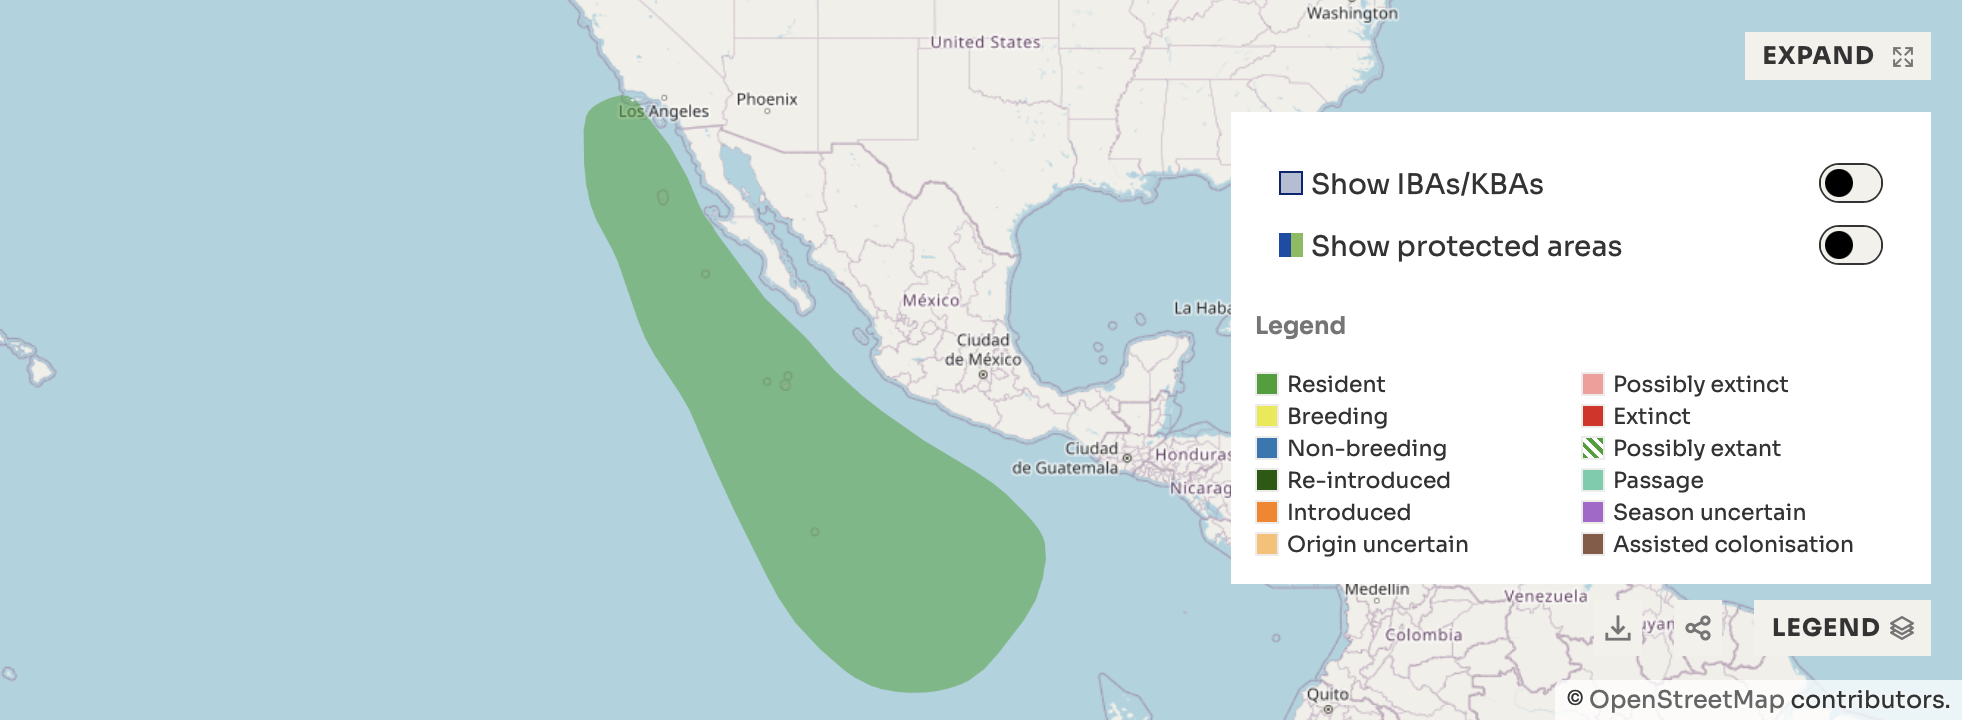 Washington
United States
EXPAND
Phoenix
Los Angeles
Show IBAs/KBAs
Show protected areas
México
La Haba
Legend
Ciudad
de México
Resident
Breeding
Non-breeding
Re-introduced
Introduced
Origin uncertain
Possibly extinct
Extinct
Possibly extant
Passage
Season uncertain
Assisted colonisation
Ciudad
de Guatemala
Honduras
Nicarag
Medellín
Venezuela
Colombia
uyan
LEGEND
Quito
© OpenStreetMap contributors.